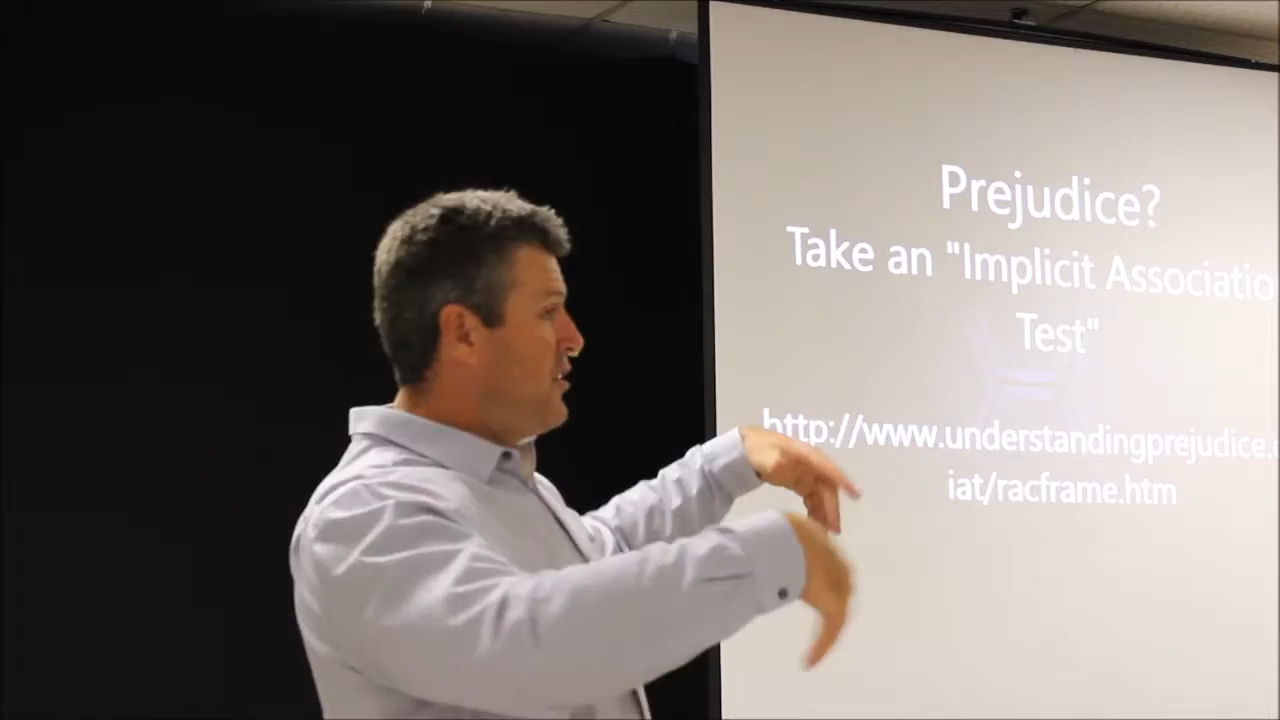 Prejudice?
Take an "Implicit Associatio
Test"
http://www.understandingprejudice.
iat/racframe.htm